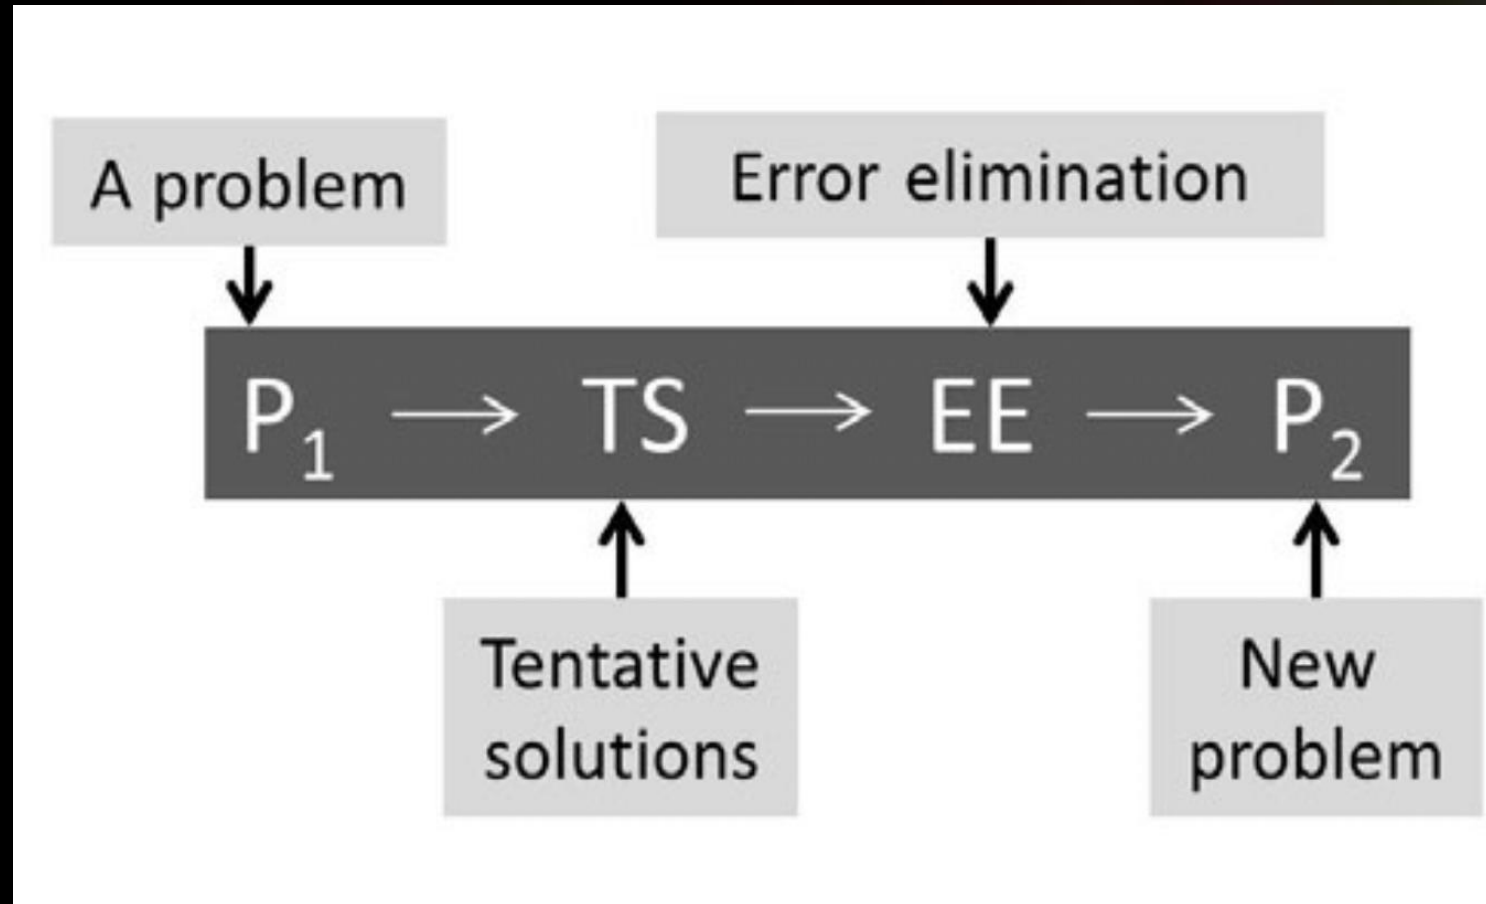 A problem
Error elimination
P₁ → TS → EE → P₂
Tentative
solutions
New
problem